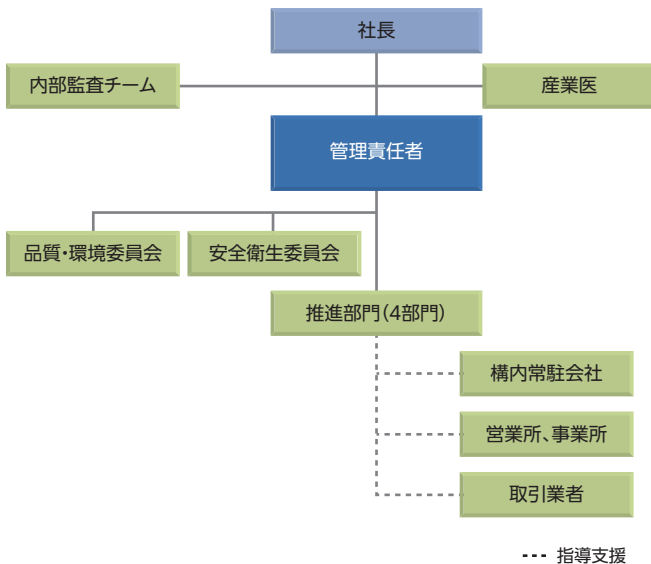 社長
内部監査チーム
産業医
管理責任者
品質・環境委員会
安全衛生委員会
推進部門(4部門)
構内常駐会社
営業所、事業所
取引業者
--- 指導支援